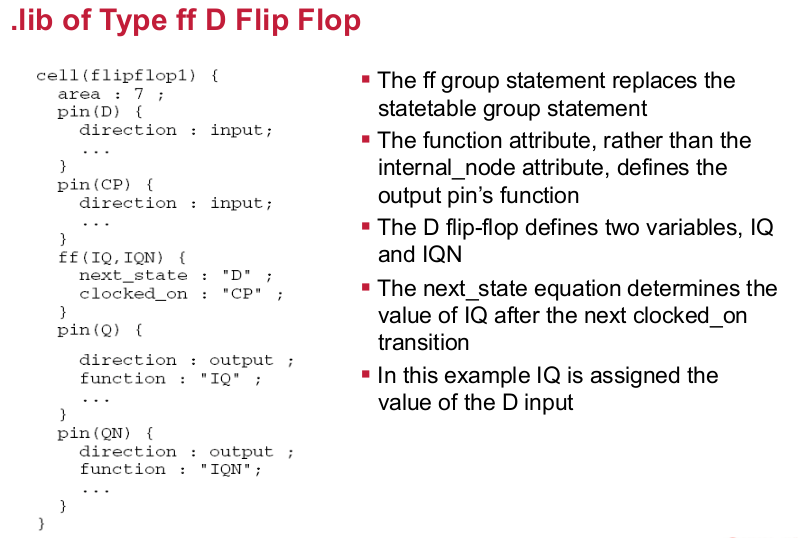 .lib of Type ff D Flip Flop
cell(flipflop1) {
area : 7 ;
pin(D) {
direction : input;
...
}
pin(CP) {
direction : input;
...
}
ff(IQ,IQN) {
next_state : "D" ;
clocked_on : "CP" ;
}
pin(Q) {
direction : output ;
function : "IQ" ;
...
}
pin(QN) {
direction : output ;
function : "IQN";
...
}
}
▪ The ff group statement replaces the
statetable group statement
▪ The function attribute, rather than the
internal_node attribute, defines the
output pin's function
▪ The D flip-flop defines two variables, IQ
and IQN
▪ The next_state equation determines the
value of IQ after the next clocked_on
transition
▪ In this example IQ is assigned the
value of the D input